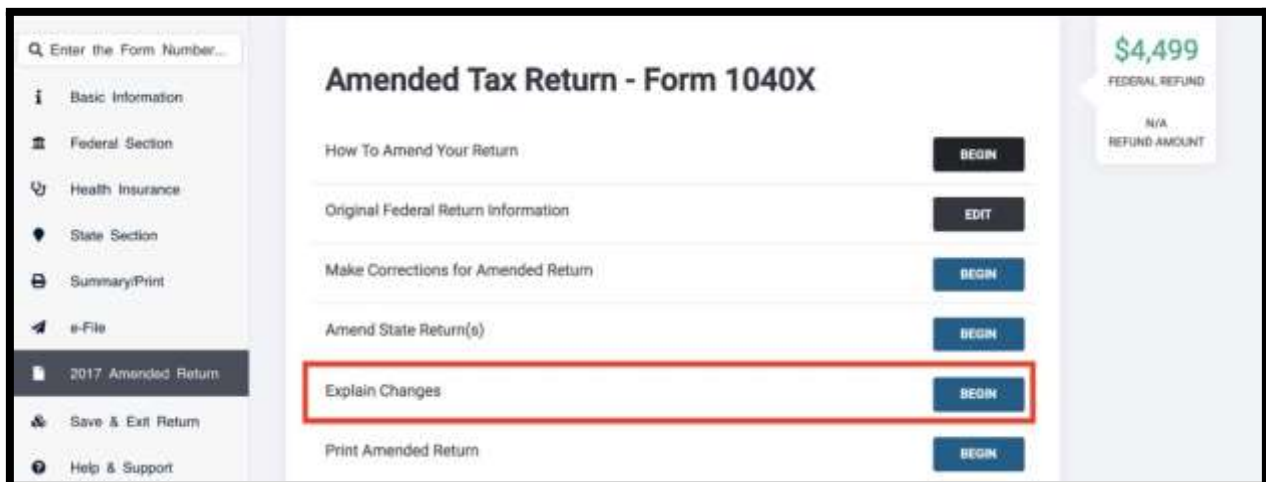 Enter the Form Number...
Basic Information
Federal Section
Health Insurance
State Section
Summary/Print
e-File
2017 Amended Return
Save & Exit Return
Help & Support
Amended Tax Return - Form 1040X
How To Amend Your Return BEGIN
Original Federal Return Information EDIT
Make Corrections for Amended Return BEGIN
Amend State Return(s) BEGIN
Explain Changes BEGIN
Print Amended Return BEGIN
$4,499
FEDERAL REFUND
N/A
REFUND AMOUNT